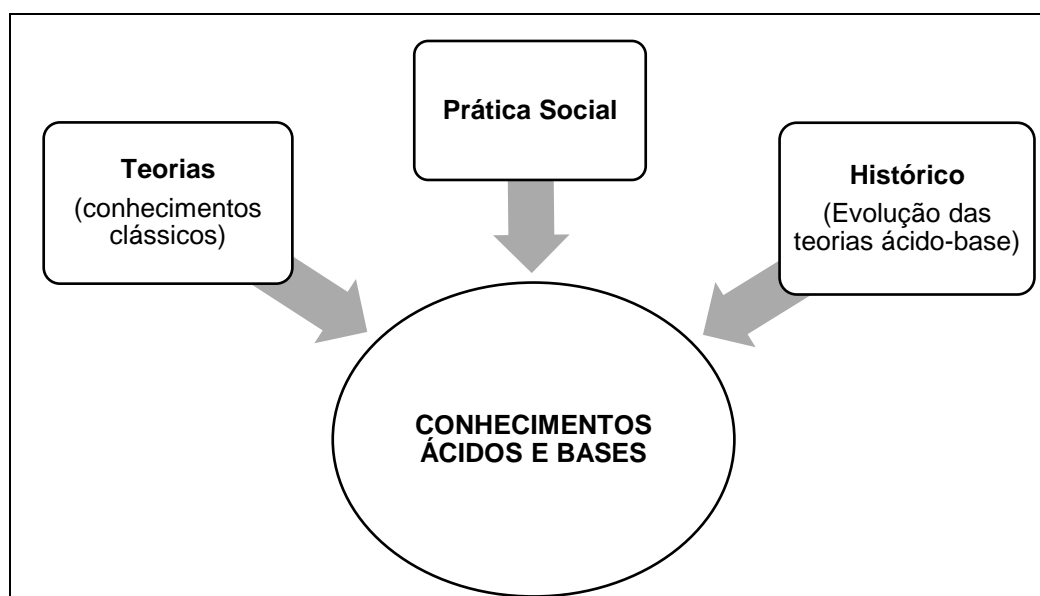 Prática Social
Teorias
(conhecimentos
clássicos)
Histórico
(Evolução das
teorias ácido-base)
CONHECIMENTOS
ÁCIDOS E BASES